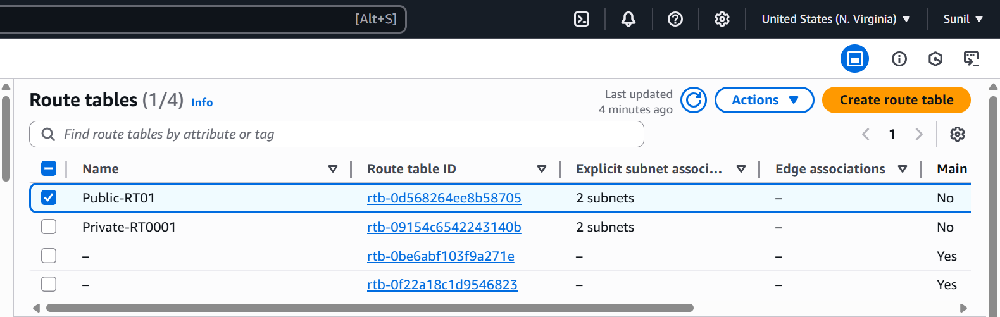 [Alt+S] United States (N. Virginia) Sunil
Route tables (1/4) Info
Last updated
4 minutes ago
Actions
Create route table
Find route tables by attribute or tag
1
Name Route table ID Explicit subnet associ... Edge associations Main
Public-RT01 rtb-0d568264ee8b58705 2 subnets – No
Private-RT0001 rtb-09154c6542243140b 2 subnets – No
– rtb-0be6abf103f9a271e – – Yes
– rtb-0f22a18c1d9546823 – – Yes